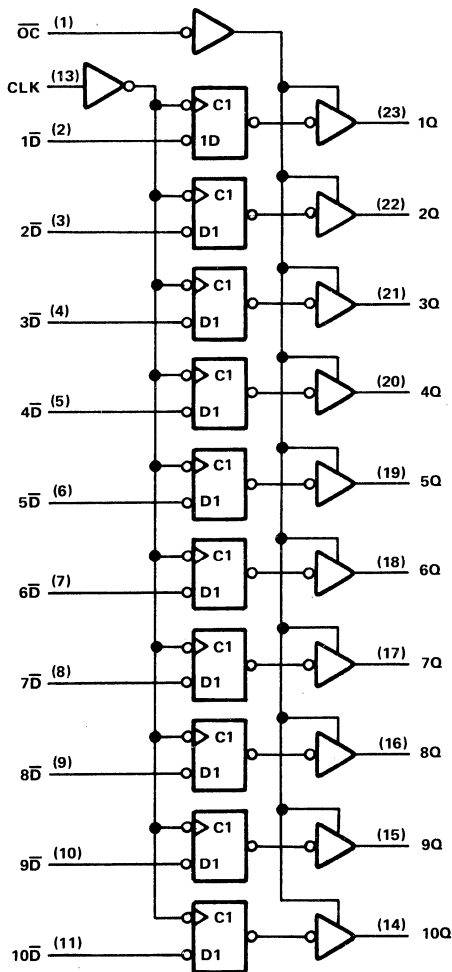 O̅C̅ (1)
CLK (13)
C1 (23) 1Q
1D̅ (2) 1D
C1 (22) 2Q
2D̅ (3) D1
C1 (21) 3Q
3D̅ (4) D1
C1 (20) 4Q
4D̅ (5) D1
C1 (19) 5Q
5D̅ (6) D1
C1 (18) 6Q
6D̅ (7) D1
C1 (17) 7Q
7D̅ (8) D1
C1 (16) 8Q
8D̅ (9) D1
C1 (15) 9Q
9D̅ (10) D1
C1 (14) 10Q
10D̅ (11) D1